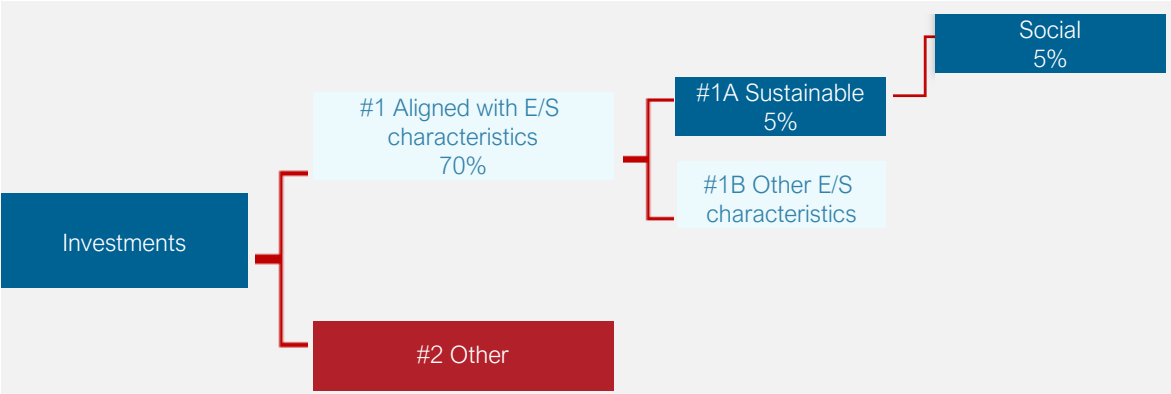 Social
5%
#1A Sustainable
5%
#1 Aligned with E/S
characteristics
70%
#1B Other E/S
characteristics
Investments
#2 Other